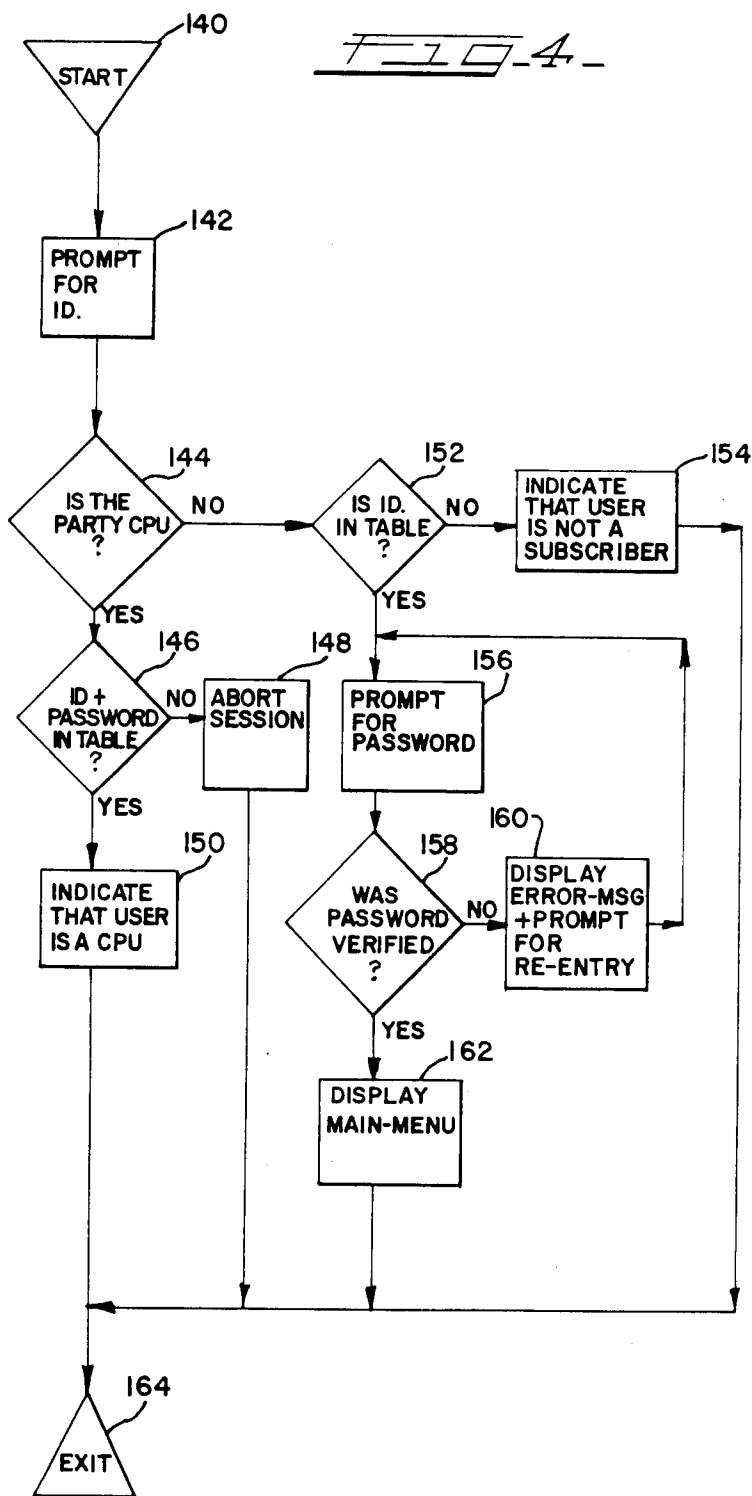 140
Fig-4-
START
142
PROMPT
FOR
ID.
144
IS THE
PARTY CPU
?
NO
YES
152
IS ID.
IN TABLE
?
NO
YES
154
INDICATE
THAT USER
IS NOT A
SUBSCRIBER
146
ID +
PASSWORD
IN TABLE
?
NO
YES
148
ABORT
SESSION
156
PROMPT
FOR
PASSWORD
150
INDICATE
THAT USER
IS A CPU
158
WAS
PASSWORD
VERIFIED
?
NO
YES
160
DISPLAY
ERROR-MSG
+PROMPT
FOR
RE-ENTRY
162
DISPLAY
MAIN-MENU
164
EXIT